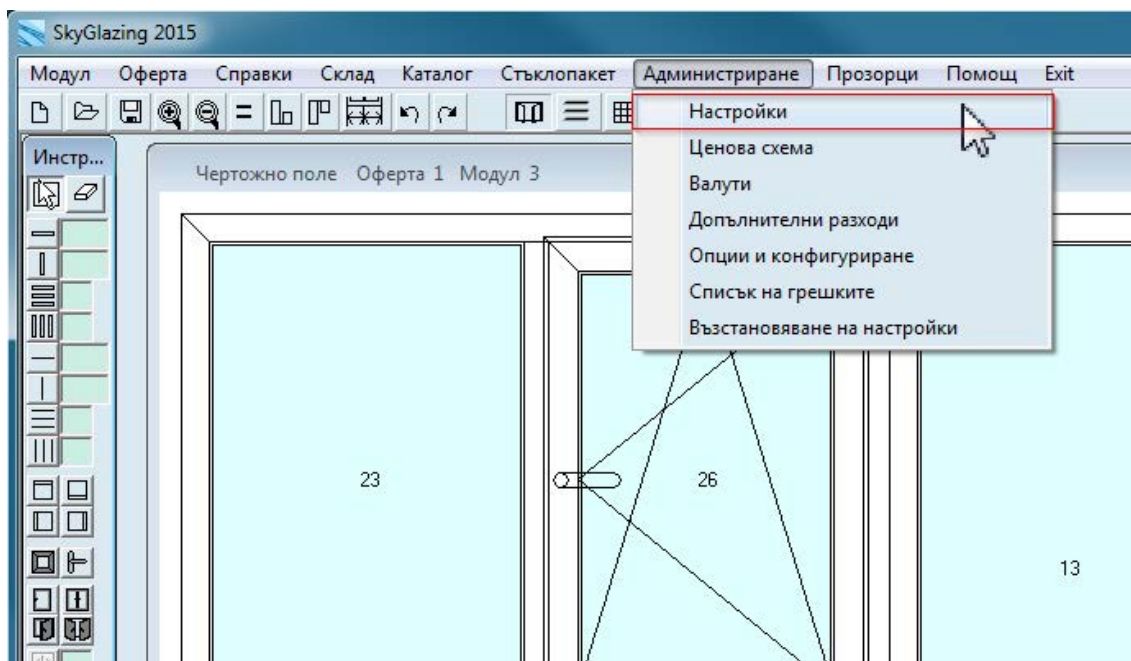 SkyGlazing 2015
Модул Оферта Справки Склад Каталог Стъклопакет Администриране Прозорци Помощ Exit
Настройки
Ценова схема
Валути
Допълнителни разходи
Опции и конфигуриране
Списък на грешките
Възстановяване на настройки
Инстр...
Чертожно поле Оферта 1 Модул 3
23
26
13